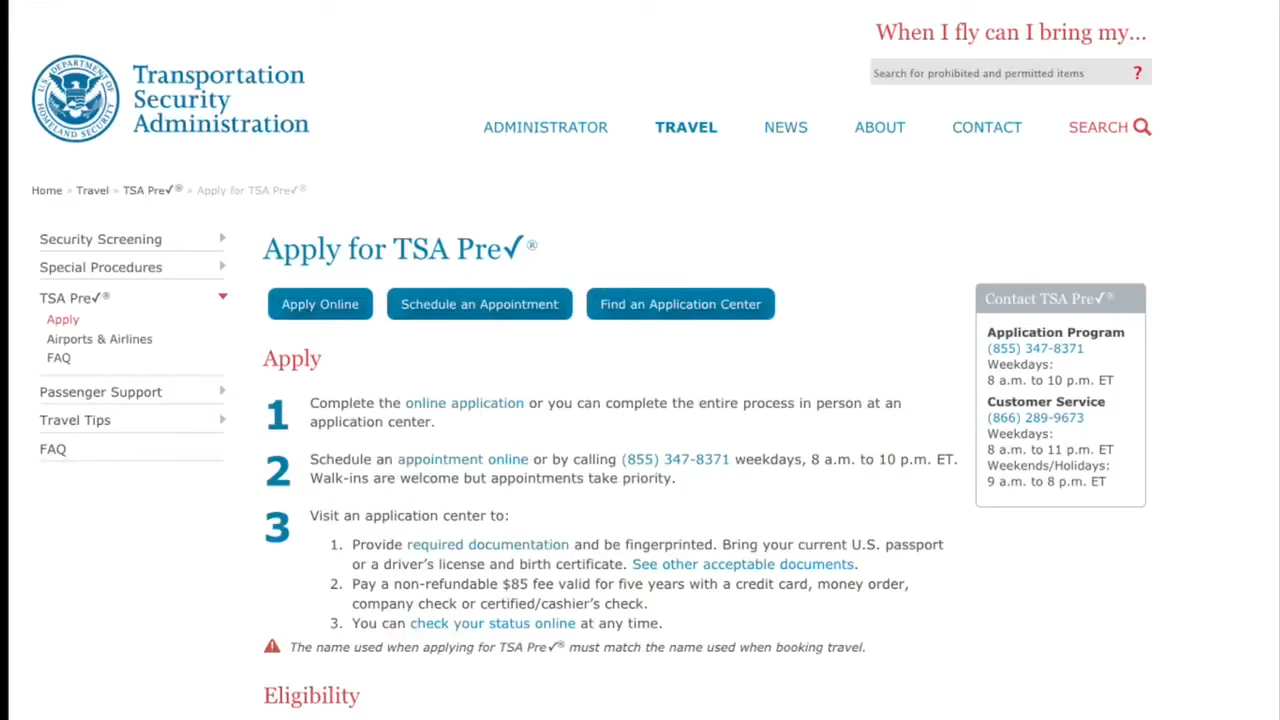 When I fly can I bring my...
Search for prohibited and permitted items ?
U.S. DEPARTMENT OF HOMELAND SECURITY
Transportation
Security
Administration
ADMINISTRATOR TRAVEL NEWS ABOUT CONTACT SEARCH
Home » Travel » TSA Pre✓® » Apply for TSA Pre✓®
Security Screening
Special Procedures
TSA Pre✓®
Apply
Airports & Airlines
FAQ
Passenger Support
Travel Tips
FAQ
Apply for TSA Pre✓®
Apply Online Schedule an Appointment Find an Application Center
Apply
1 Complete the online application or you can complete the entire process in person at an
application center.
2 Schedule an appointment online or by calling (855) 347-8371 weekdays, 8 a.m. to 10 p.m. ET.
Walk-ins are welcome but appointments take priority.
3 Visit an application center to:
1. Provide required documentation and be fingerprinted. Bring your current U.S. passport
or a driver's license and birth certificate. See other acceptable documents.
2. Pay a non-refundable $85 fee valid for five years with a credit card, money order,
company check or certified/cashier's check.
3. You can check your status online at any time.
The name used when applying for TSA Pre✓® must match the name used when booking travel.
Eligibility
Contact TSA Pre✓®
Application Program
(855) 347-8371
Weekdays:
8 a.m. to 10 p.m. ET
Customer Service
(866) 289-9673
Weekdays:
8 a.m. to 11 p.m. ET
Weekends/Holidays:
9 a.m. to 8 p.m. ET